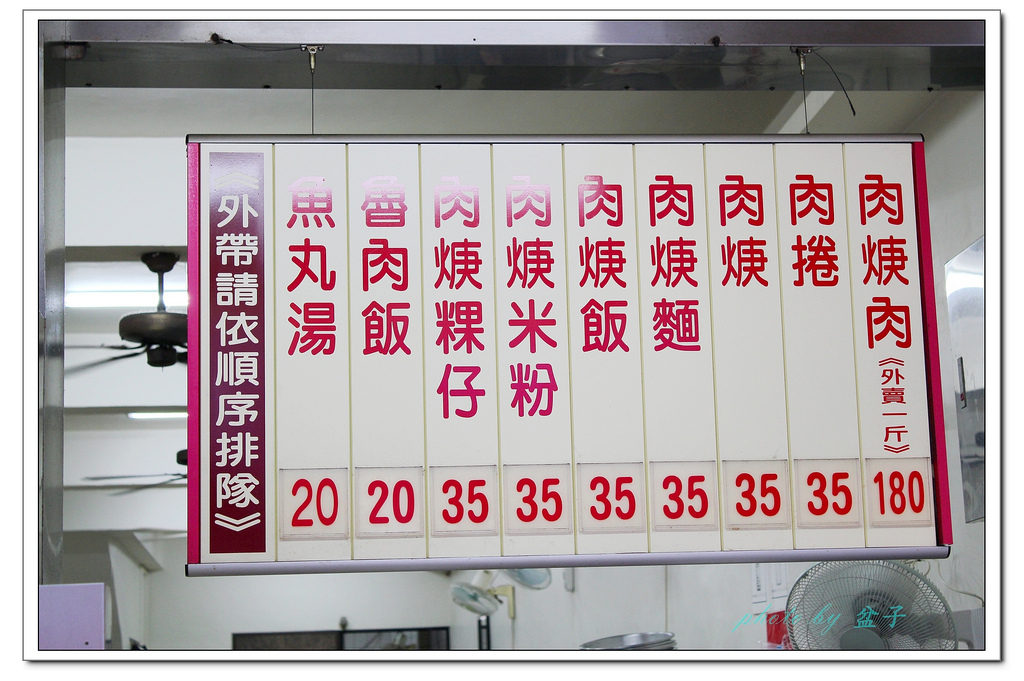 肉焿肉《外賣一斤》
180
肉捲
35
肉焿
35
肉焿麵
35
肉焿飯
35
肉焿米粉
35
肉焿粿仔
35
魯肉飯
20
魚丸湯
20
《外帶請依順序排隊》
photo by 盆子